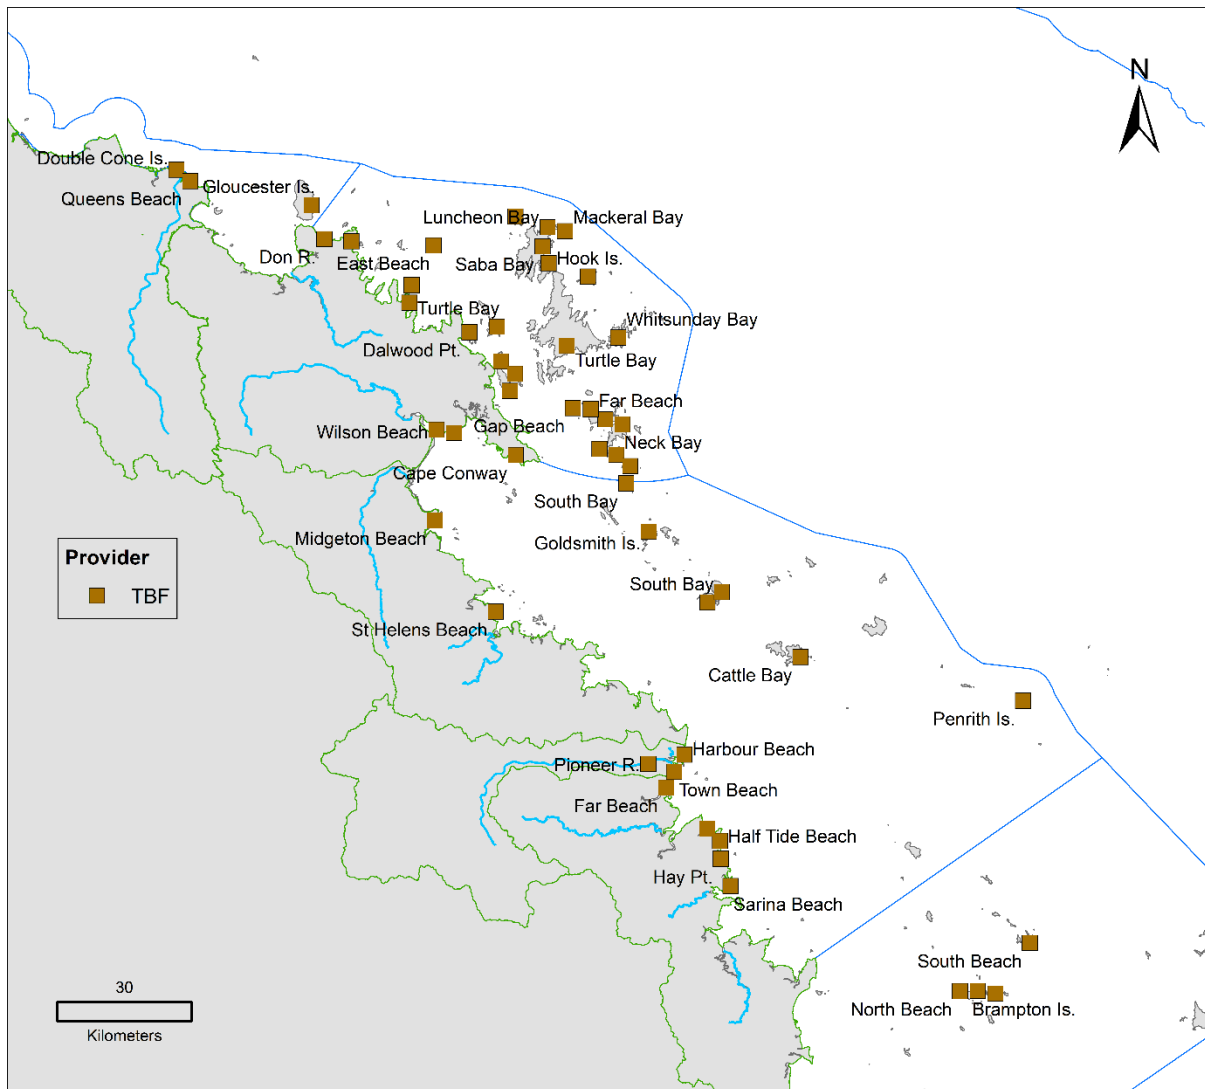 N
Double Cone Is.
Queens Beach
Gloucester Is.
Luncheon Bay
Mackeral Bay
Don R.
East Beach
Saba Bay
Hook Is.
Turtle Bay
Whitsunday Bay
Dalwood Pt.
Turtle Bay
Far Beach
Wilson Beach
Gap Beach
Neck Bay
Cape Conway
South Bay
Midgeton Beach
Goldsmith Is.
Provider
TBF
South Bay
St Helens Beach
Cattle Bay
Penrith Is.
Harbour Beach
Pioneer R.
Town Beach
Far Beach
Half Tide Beach
Hay Pt.
Sarina Beach
South Beach
North Beach
Brampton Is.
30
Kilometers